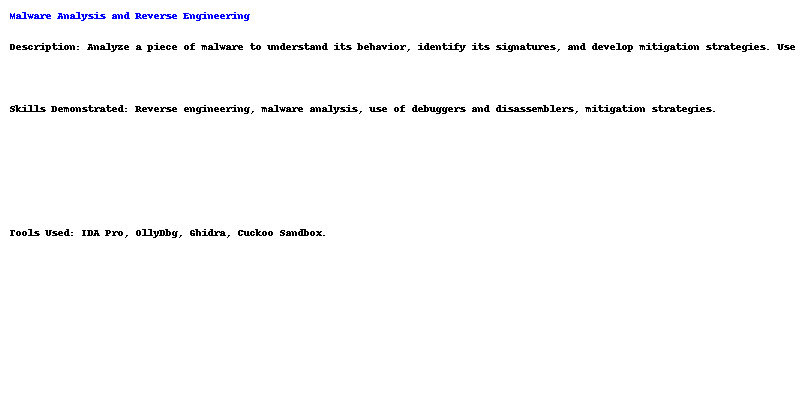 Malware Analysis and Reverse Engineering
Description: Analyze a piece of malware to understand its behavior, identify its signatures, and develop mitigation strategies. Use
Skills Demonstrated: Reverse engineering, malware analysis, use of debuggers and disassemblers, mitigation strategies.
Tools Used: IDA Pro, OllyDbg, Ghidra, Cuckoo Sandbox.